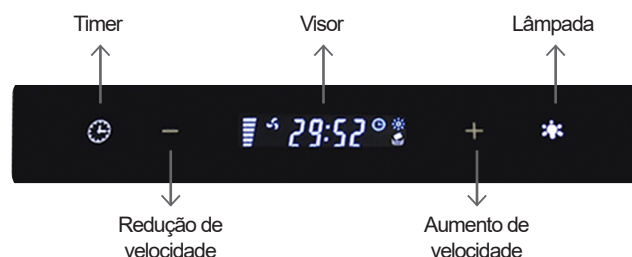 Timer
Visor
Lâmpada
29:52
Redução de
velocidade
Aumento de
velocidade